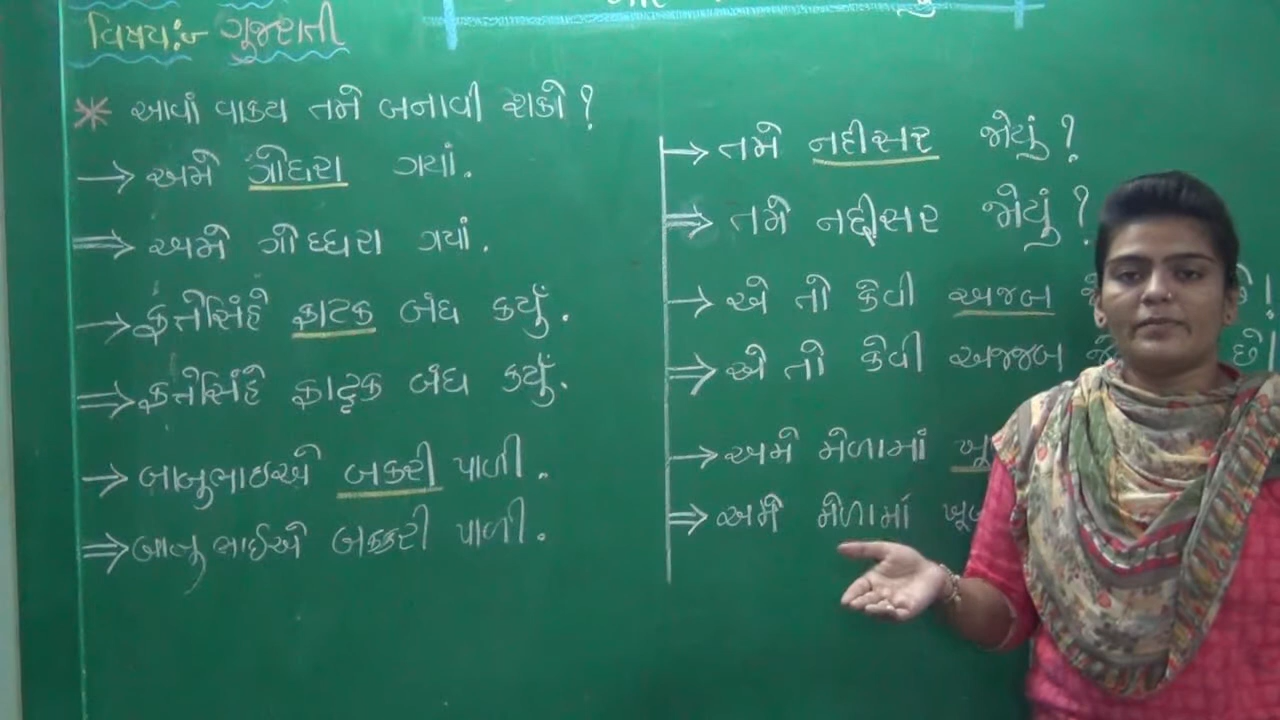 વિષય:- ગુજરાતી
* આવાં વાક્ય તમે બનાવી શકો ?
→ અમે ગોધરા ગયાં.
⇒ અમે ગોધ્ધરા ગયાં.
→ ફતેસિંહે ફાટક બંધ કર્યું.
⇒ ફતેસિંહે ફાટ્ટક બંધ કર્યું.
→ બાબુભાઇએ બકરી પાળી.
⇒ બાબુભાઈએ બક્કરી પાળી.
→ તમે નદીસર જોયું ?
⇒ તમે નદ્દીસર જોયું ?
→ એ તો કેવી અજબ છે !
⇒ એ તો કેવી અજ્જબ છે !
→ અમે મેળામાં
⇒ અમે મેળામાં